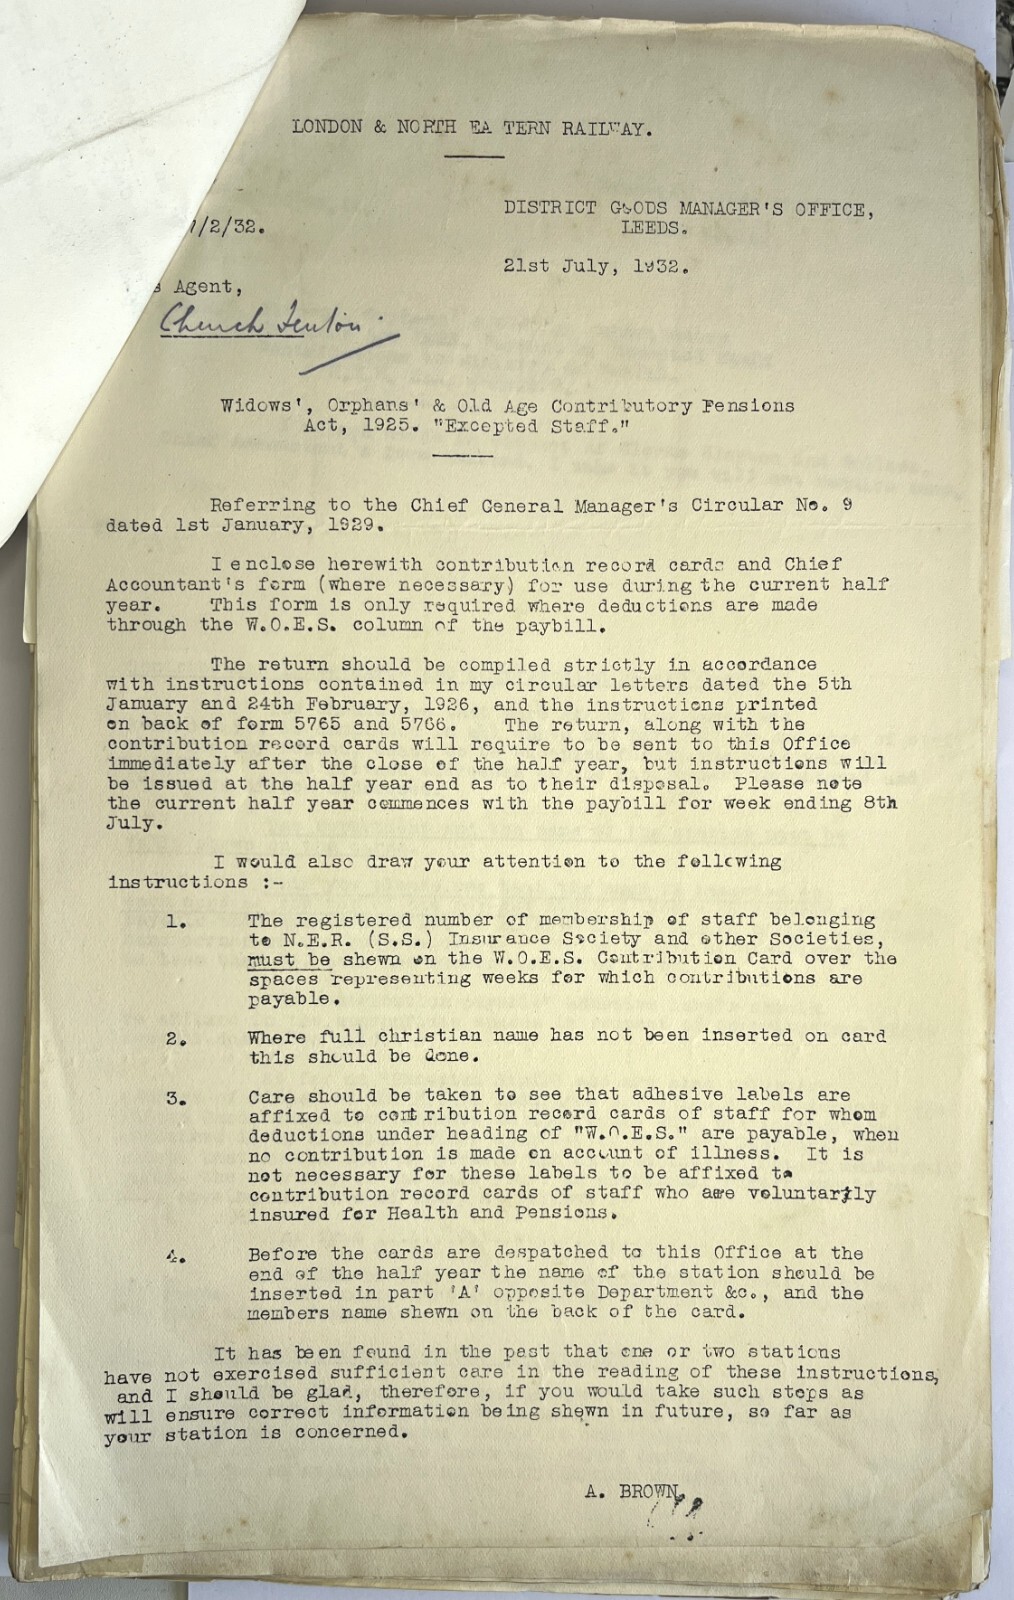 LONDON & NORTH EA TERN RAILWAY.
DISTRICT GOODS MANAGER'S OFFICE,
/2/32.
LEEDS.
21st July, 1932.
s Agent,
Church Fenton.
Widows', Orphans' & Old Age Contributory Pensions
Act, 1925. "Excepted Staff."
Referring to the Chief General Manager's Circular No. 9
dated 1st January, 1929.
I enclose herewith contribution record cards and Chief
Accountant's form (where necessary) for use during the current half
year. This form is only required where deductions are made
through the W.O.E.S. column of the paybill.
The return should be compiled strictly in accordance
with instructions contained in my circular letters dated the 5th
January and 24th February, 1926, and the instructions printed
on back of form 5765 and 5766. The return, along with the
contribution record cards will require to be sent to this Office
immediately after the close of the half year, but instructions will
be issued at the half year end as to their disposal. Please note
the current half year commences with the paybill for week ending 8th
July.
I would also draw your attention to the following
instructions :-
1. The registered number of membership of staff belonging
to N.E.R. (S.S.) Insurance Society and other Societies,
must be shewn on the W.O.E.S. Contribution Card over the
spaces representing weeks for which contributions are
payable.
2. Where full christian name has not been inserted on card
this should be done.
3. Care should be taken to see that adhesive labels are
affixed to contribution record cards of staff for whom
deductions under heading of "W.O.E.S." are payable, when
no contribution is made on account of illness. It is
not necessary for these labels to be affixed to
contribution record cards of staff who are voluntarily
insured for Health and Pensions.
4. Before the cards are despatched to this Office at the
end of the half year the name of the station should be
inserted in part 'A' opposite Department &c., and the
members name shewn on the back of the card.
It has been found in the past that one or two stations
have not exercised sufficient care in the reading of these instructions,
and I should be glad, therefore, if you would take such steps as
will ensure correct information being shewn in future, so far as
your station is concerned.
A. BROWN.